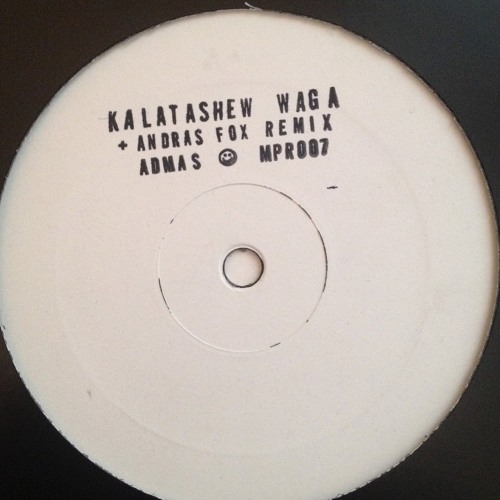 KALATASHEW WAGA
+ ANDRAS FOX REMIX
ADMAS ☻ MPR007